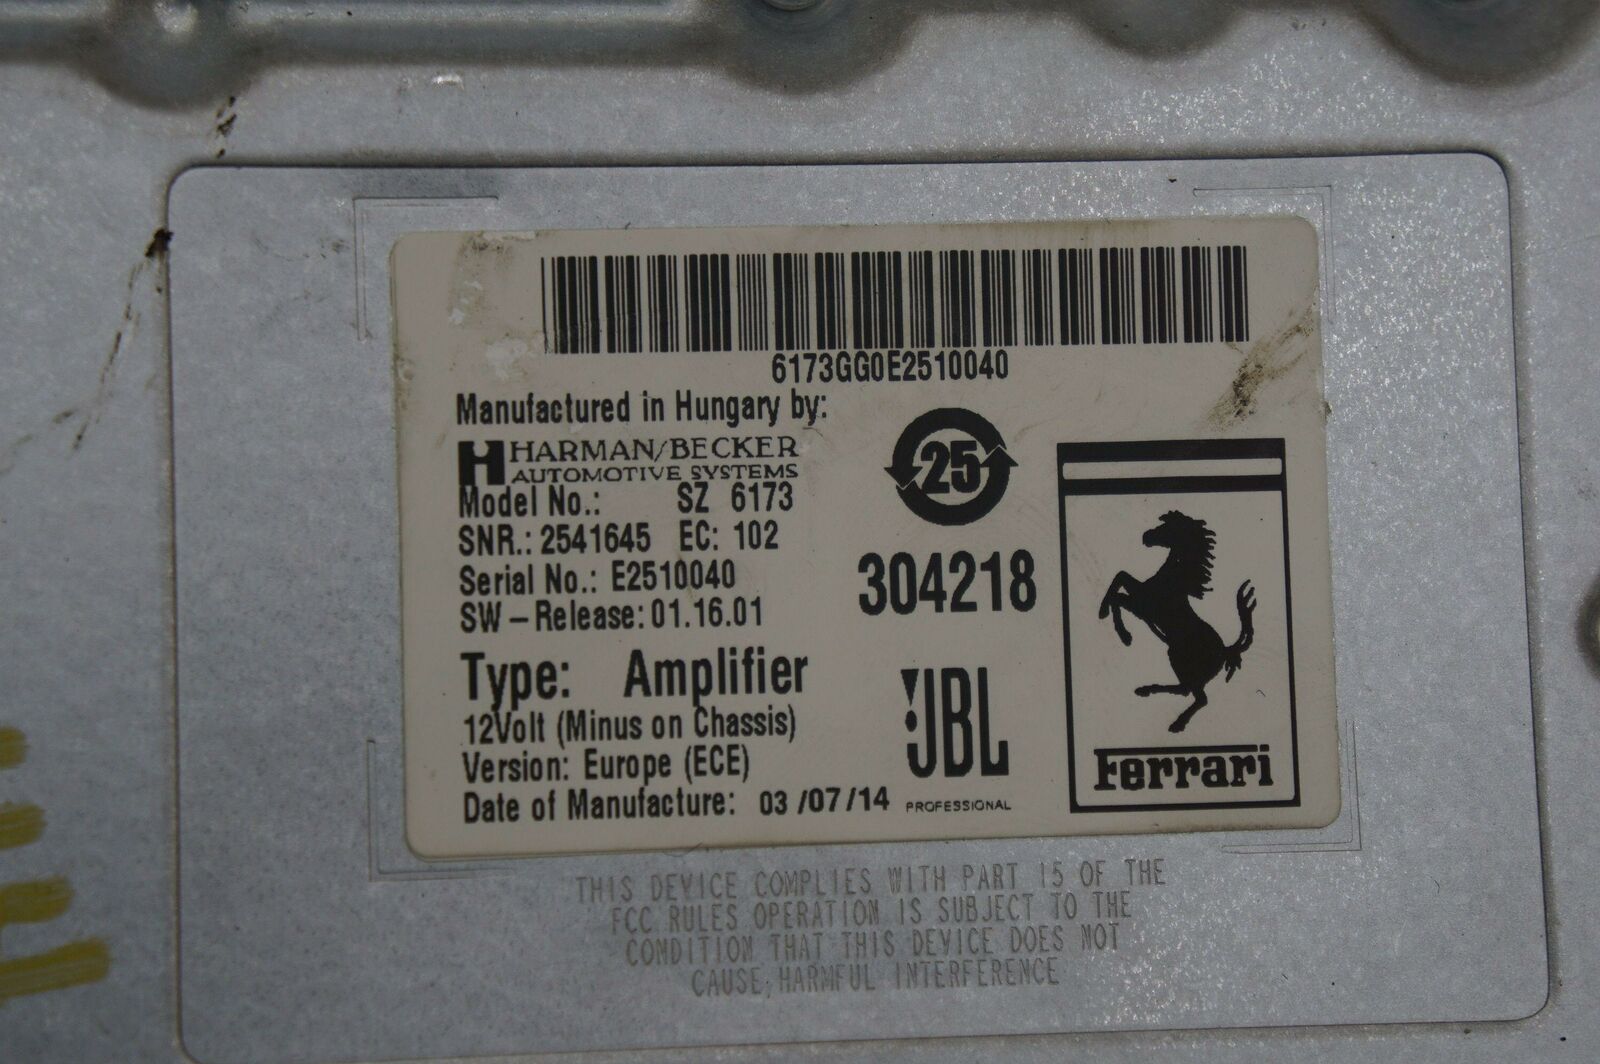 6173GG0E2510040
Manufactured in Hungary by:
HARMAN/BECKER
AUTOMOTIVE SYSTEMS
Model No.: SZ 6173
SNR.: 2541645 EC: 102
Serial No.: E2510040
SW – Release: 01.16.01
Type: Amplifier
12Volt (Minus on Chassis)
Version: Europe (ECE)
Date of Manufacture: 03 /07/14
25
304218
JBL
PROFESSIONAL
Ferrari
THIS DEVICE COMPLIES WITH PART 15 OF THE
FCC RULES OPERATION IS SUBJECT TO THE
CONDITION THAT THIS DEVICE DOES NOT
CAUSE HARMFUL INTERFERENCE